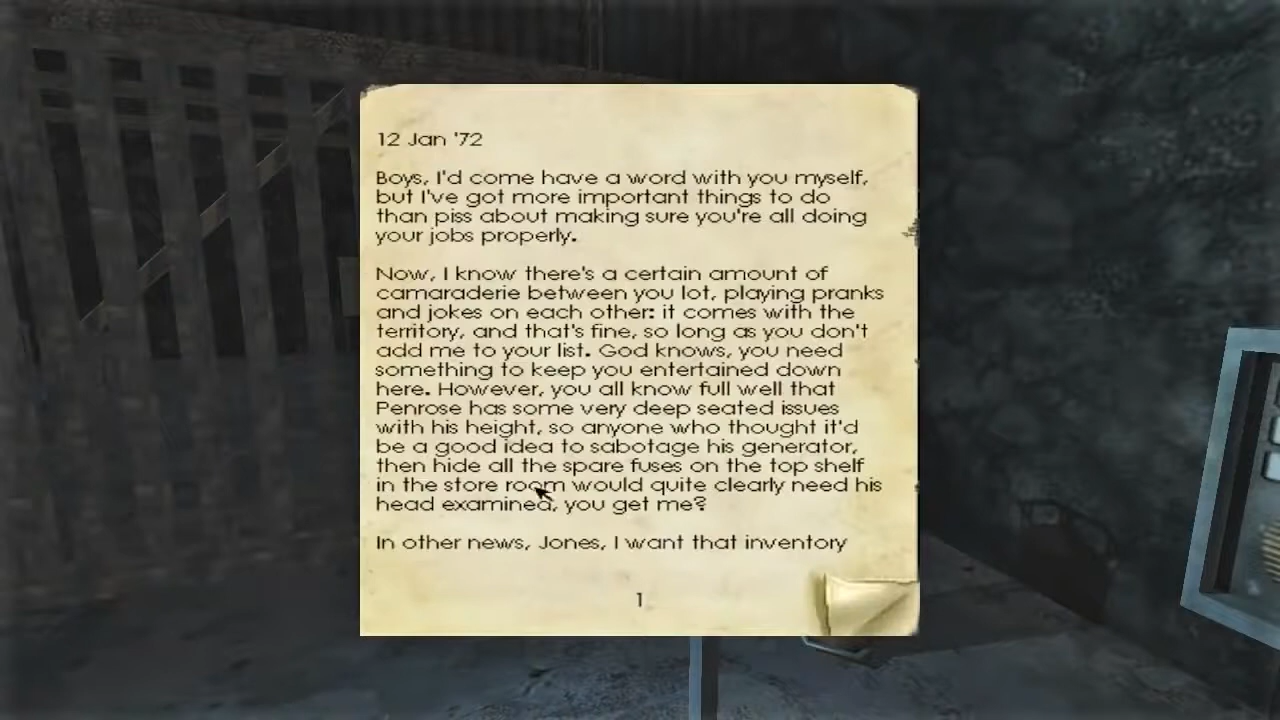 12 Jan '72
Boys, I'd come have a word with you myself,
but I've got more important things to do
than piss about making sure you're all doing
your jobs properly.
Now, I know there's a certain amount of
camaraderie between you lot, playing pranks
and jokes on each other: it comes with the
territory, and that's fine, so long as you don't
add me to your list. God knows, you need
something to keep you entertained down
here. However, you all know full well that
Penrose has some very deep seated issues
with his height, so anyone who thought it'd
be a good idea to sabotage his generator,
then hide all the spare fuses on the top shelf
in the store room would quite clearly need his
head examined, you get me?
In other news, Jones, I want that inventory
1